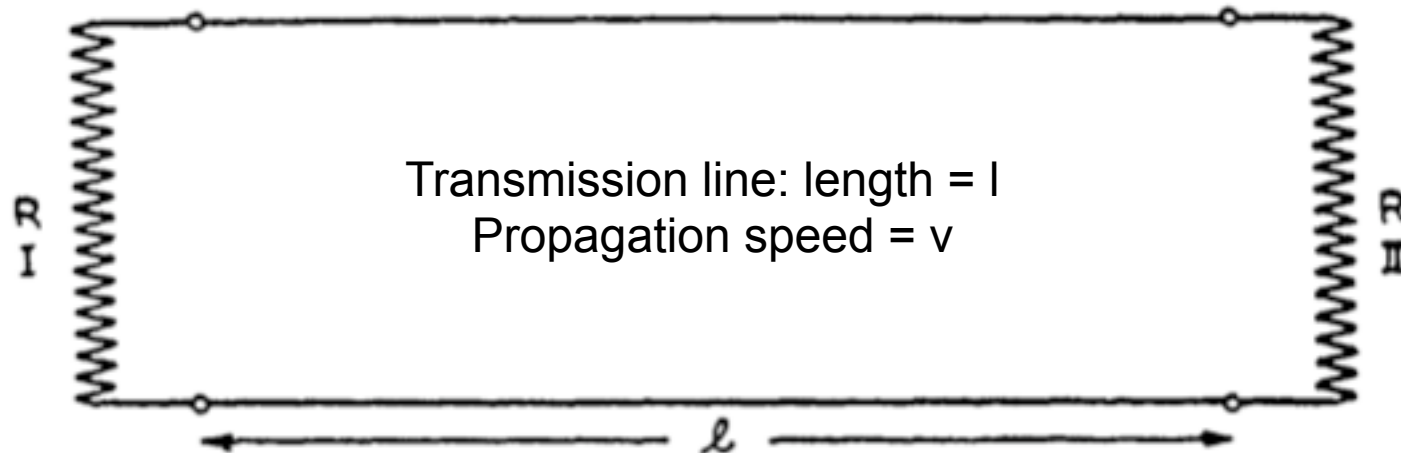 Transmission line: length = l
Propagation speed = v
R
I
R
II
ℓ